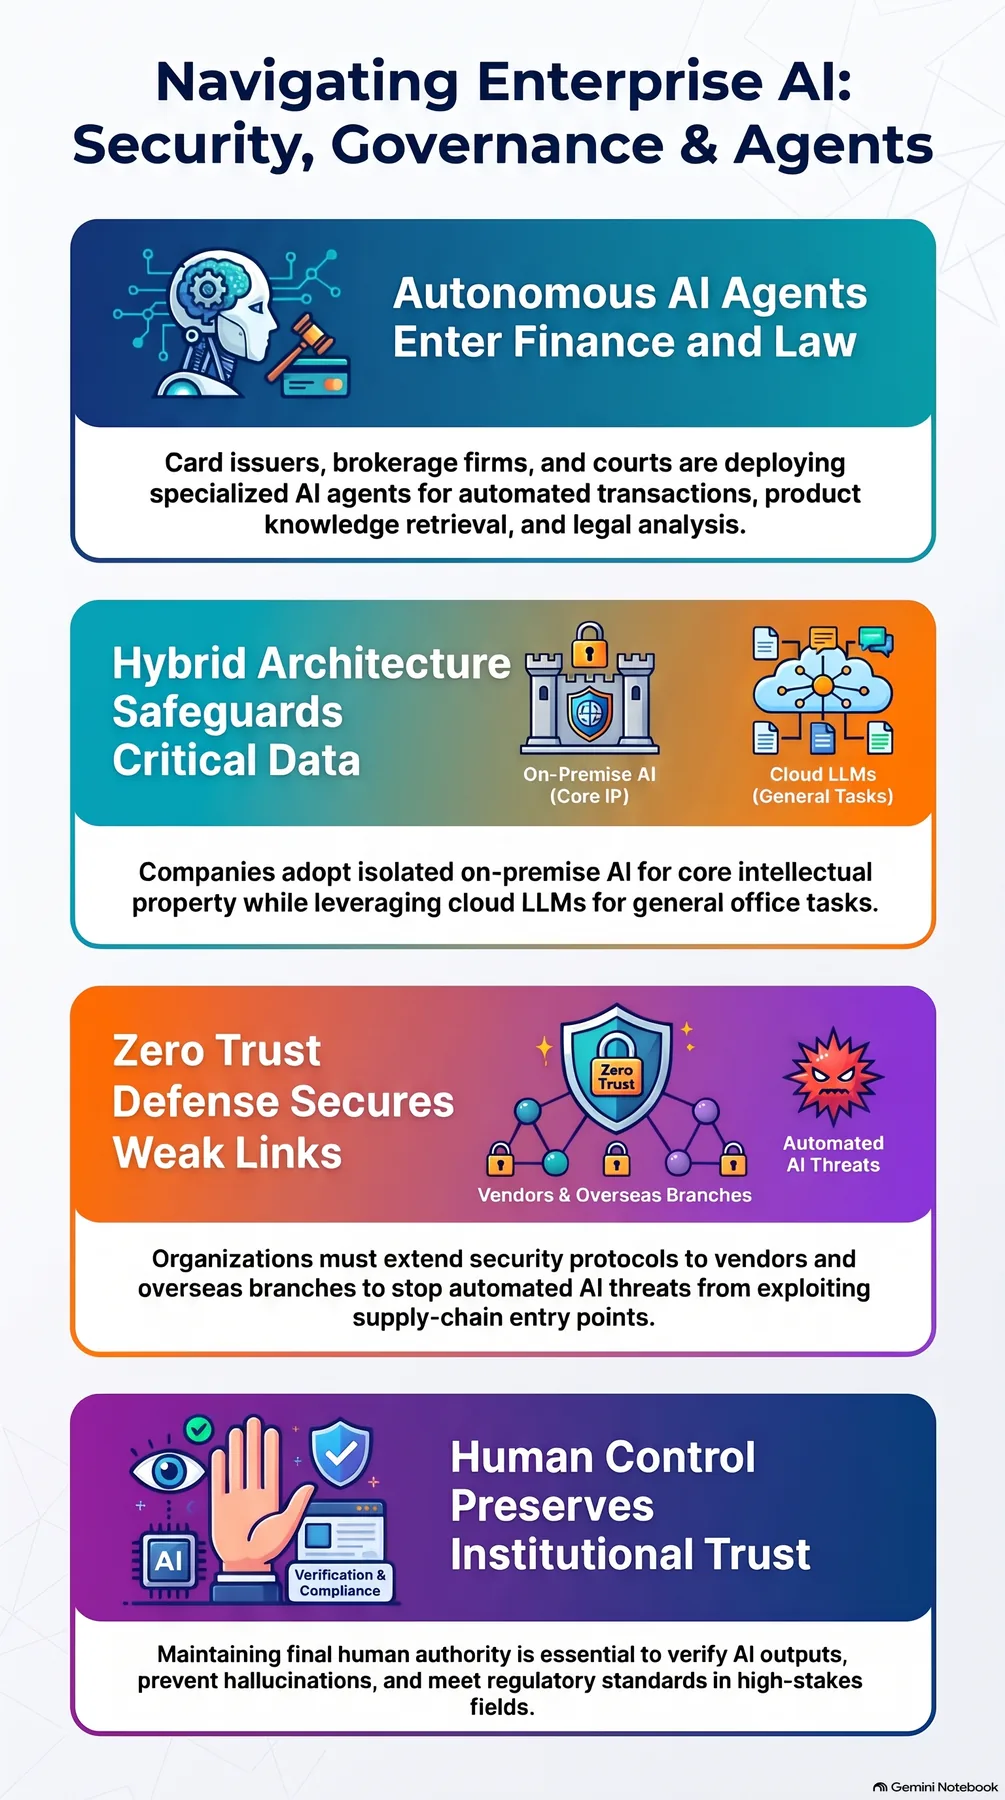 Navigating Enterprise AI:
Security, Governance & Agents
Autonomous AI Agents
Enter Finance and Law
Card issuers, brokerage firms, and courts are deploying
specialized AI agents for automated transactions, product
knowledge retrieval, and legal analysis.
Hybrid Architecture
Safeguards
Critical Data
On-Premise AI
(Core IP)
Cloud LLMs
(General Tasks)
Companies adopt isolated on-premise AI for core intellectual
property while leveraging cloud LLMs for general office tasks.
Zero Trust
Defense Secures
Weak Links
Zero
Trust
Vendors & Overseas Branches
Automated
AI Threats
Organizations must extend security protocols to vendors and
overseas branches to stop automated AI threats from exploiting
supply-chain entry points.
AI
Verification &
Compliance
Human Control
Preserves
Institutional Trust
Maintaining final human authority is essential to verify AI outputs,
prevent hallucinations, and meet regulatory standards in high-stakes
fields.
Gemini Notebook